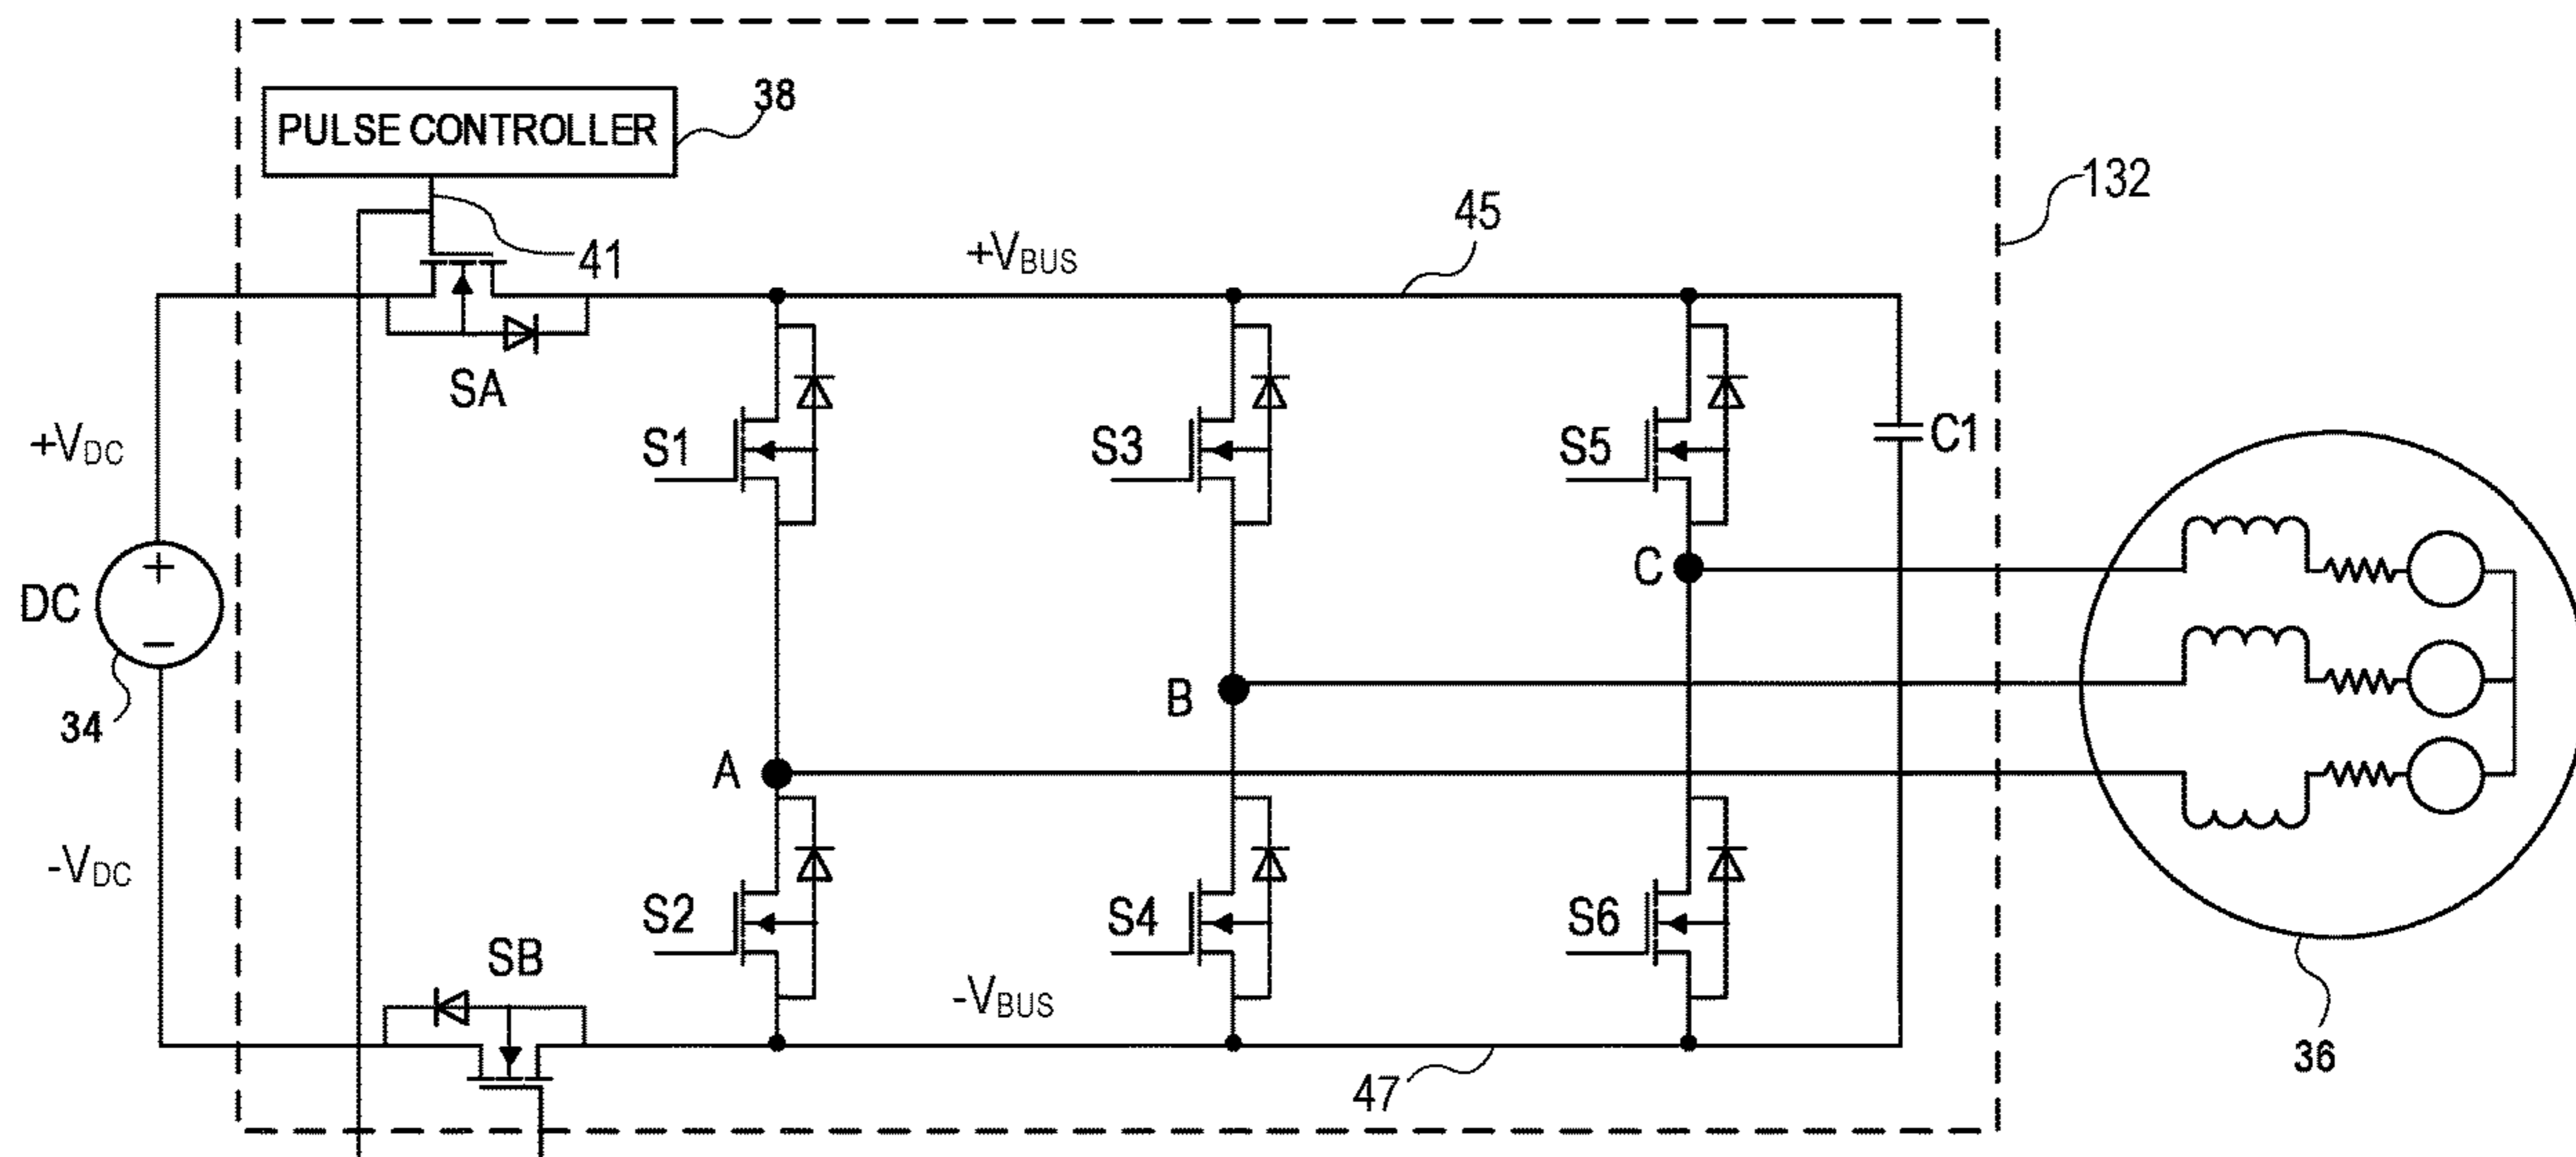 38
PULSE CONTROLLER
132
45
41
+VBUS
SA
+VDC
S1
S3
S5
C1
C
DC
+
−
B
34
A
-VDC
S2
S4
S6
SB
-VBUS
36
47